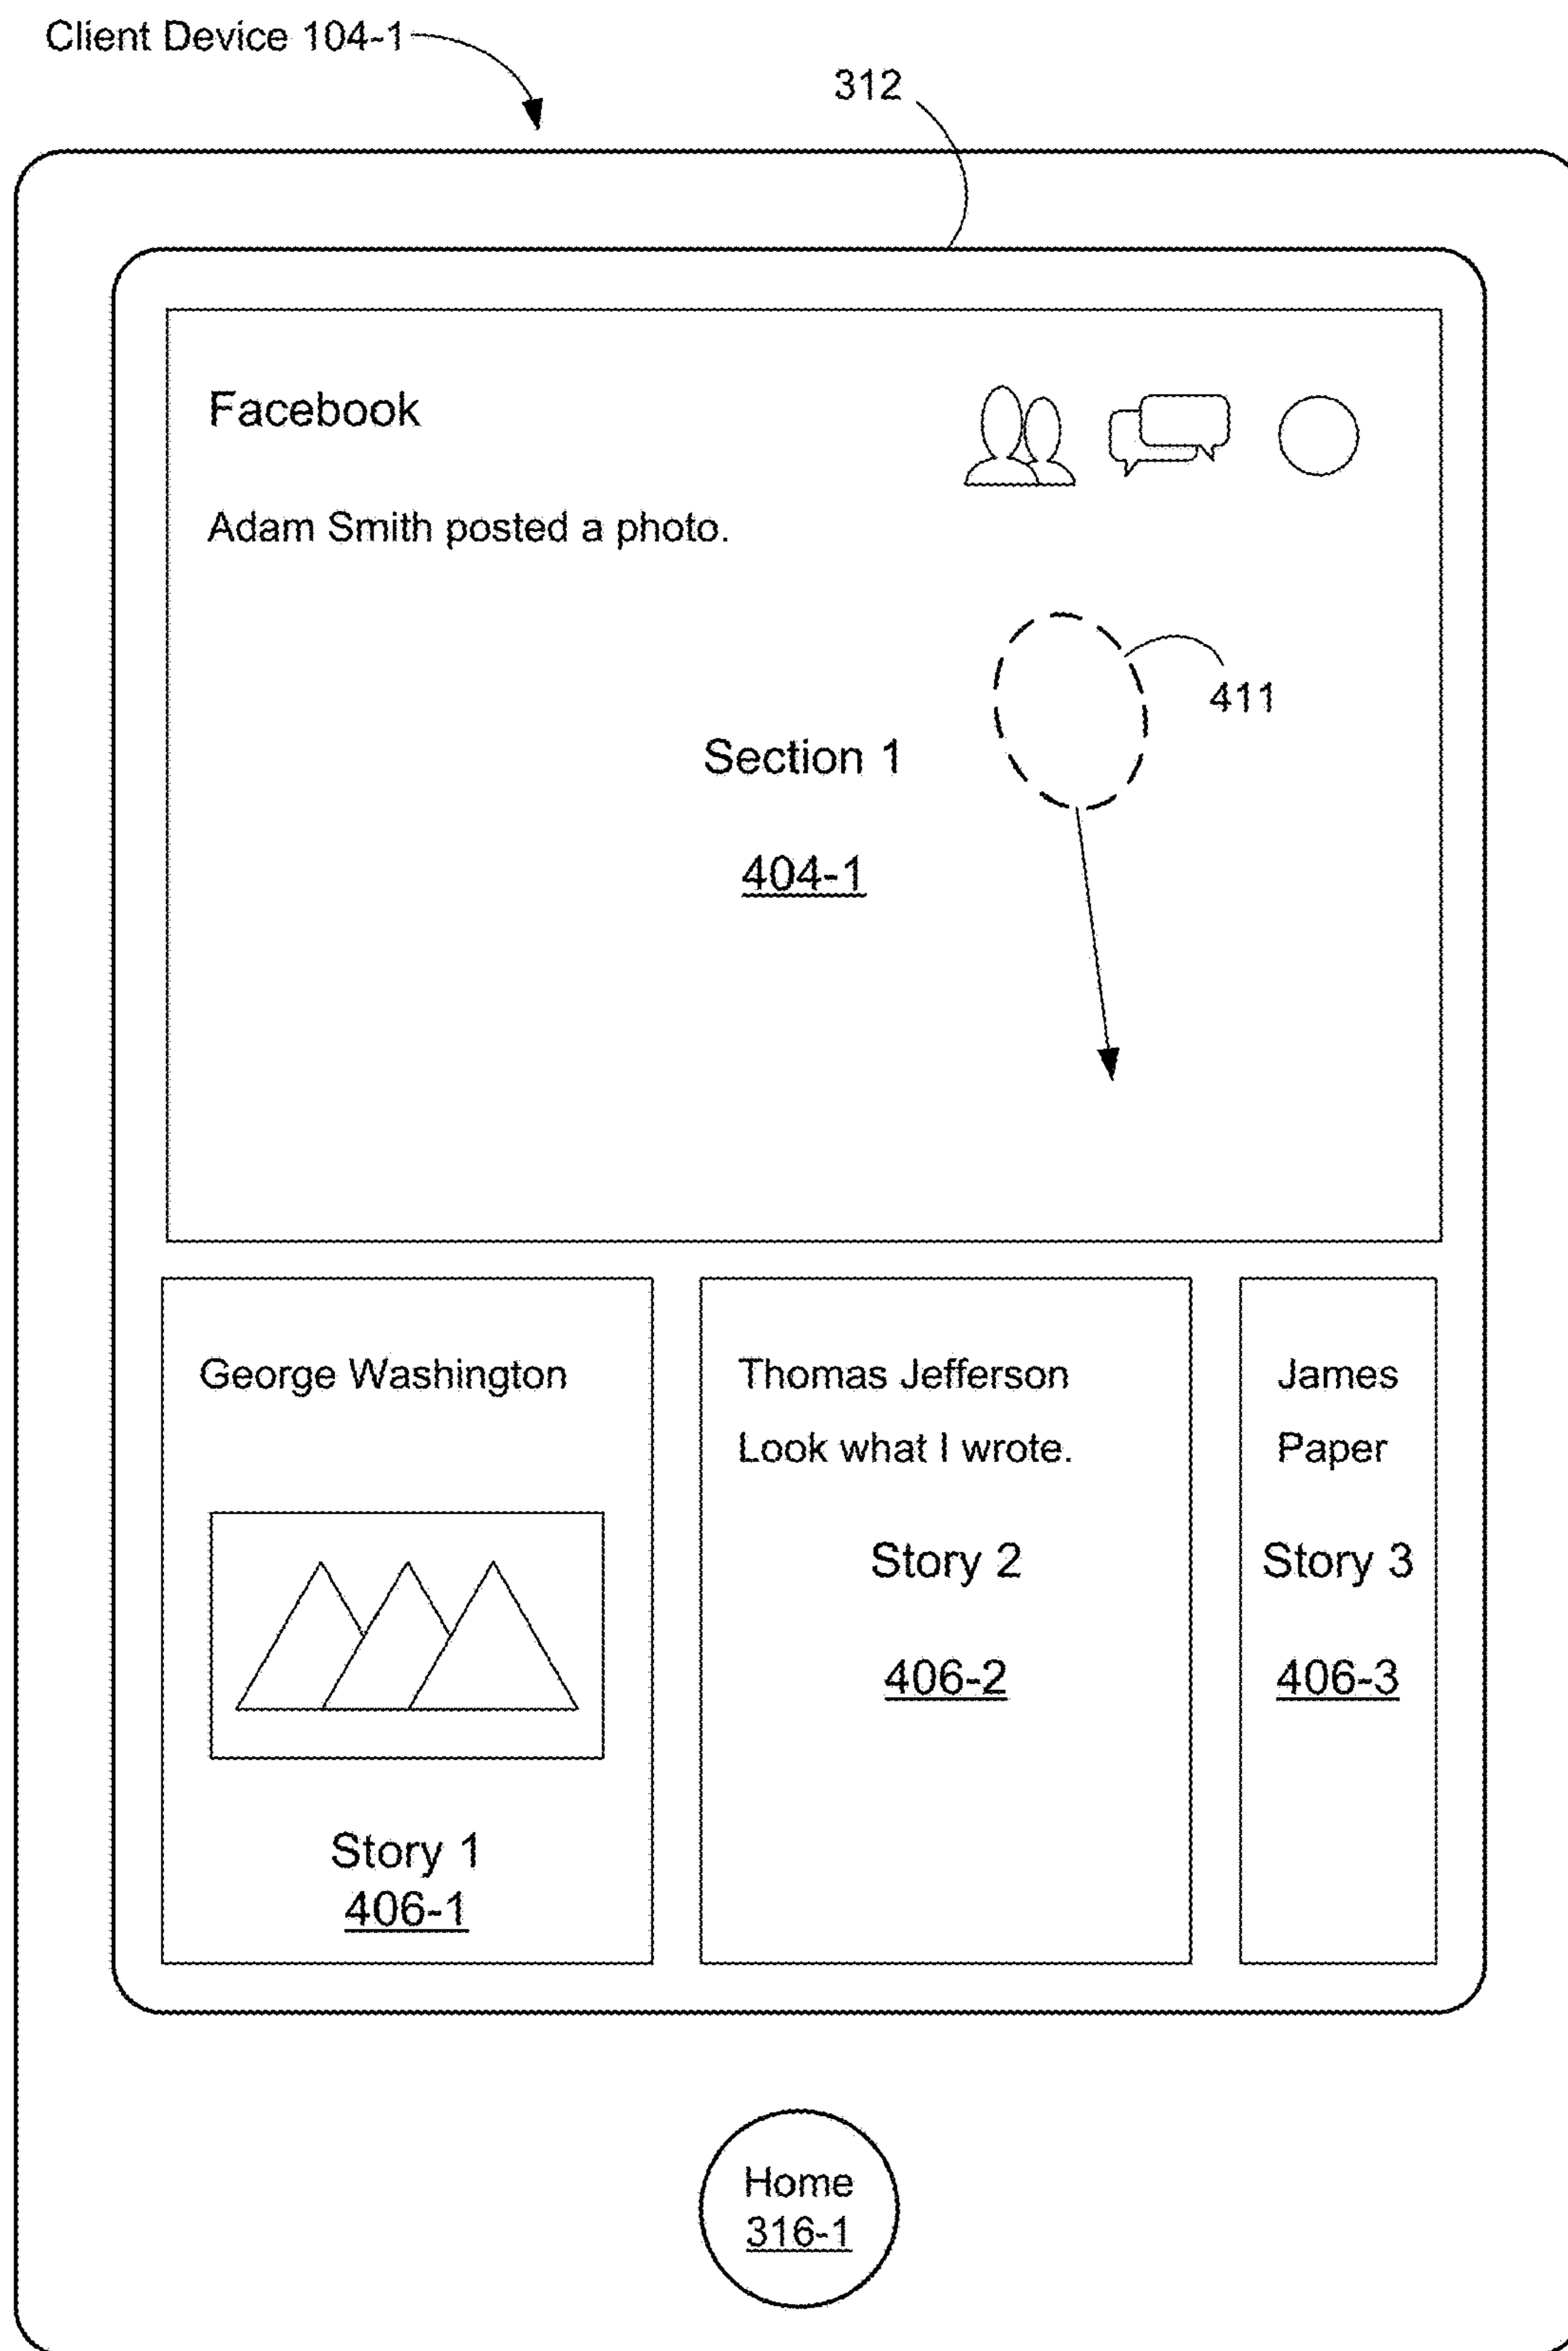 Client Device 104-1
312
Facebook
Adam Smith posted a photo.
411
Section 1
404-1
George Washington
Story 1
406-1
Thomas Jefferson
Look what I wrote.
Story 2
406-2
James
Paper
Story 3
406-3
Home
316-1